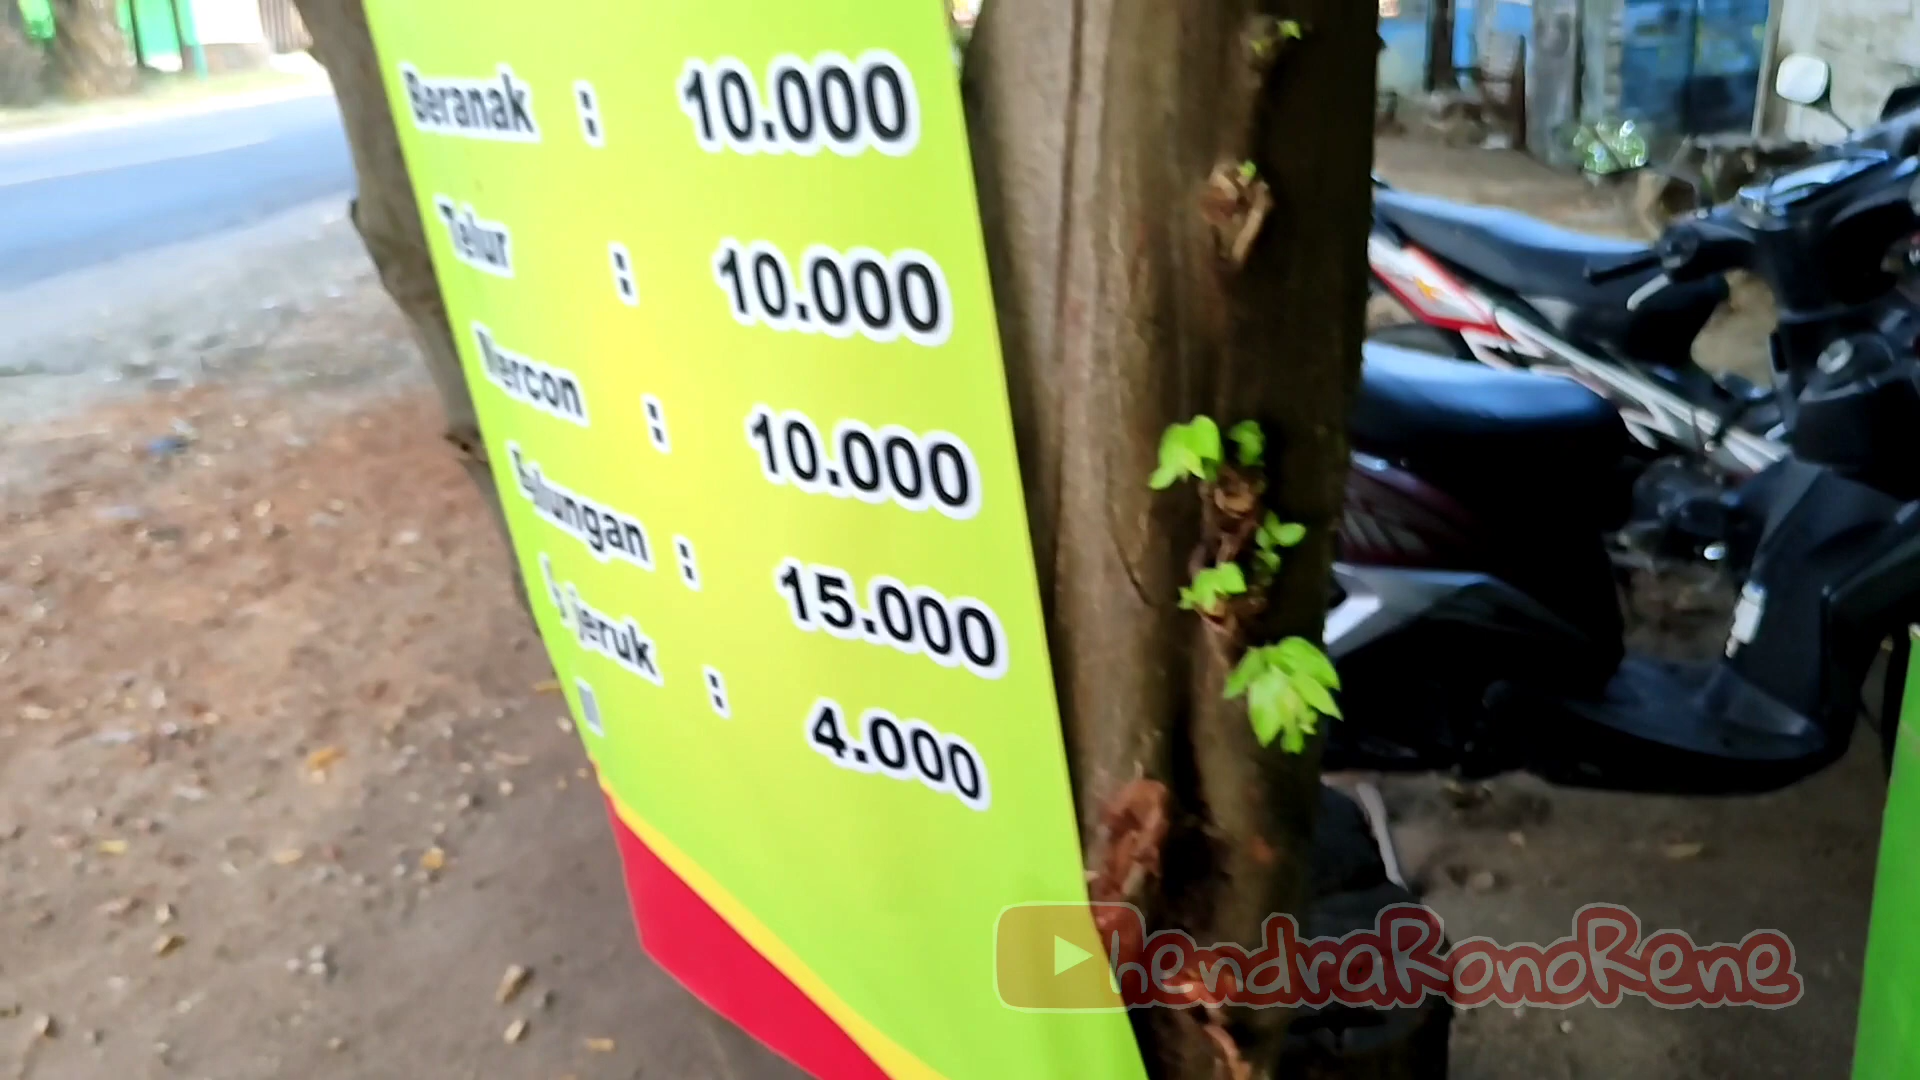 Beranak : 10.000
Telur : 10.000
Mercon : 10.000
Balungan : 15.000
Es jeruk : 4.000
hendraRonoRene